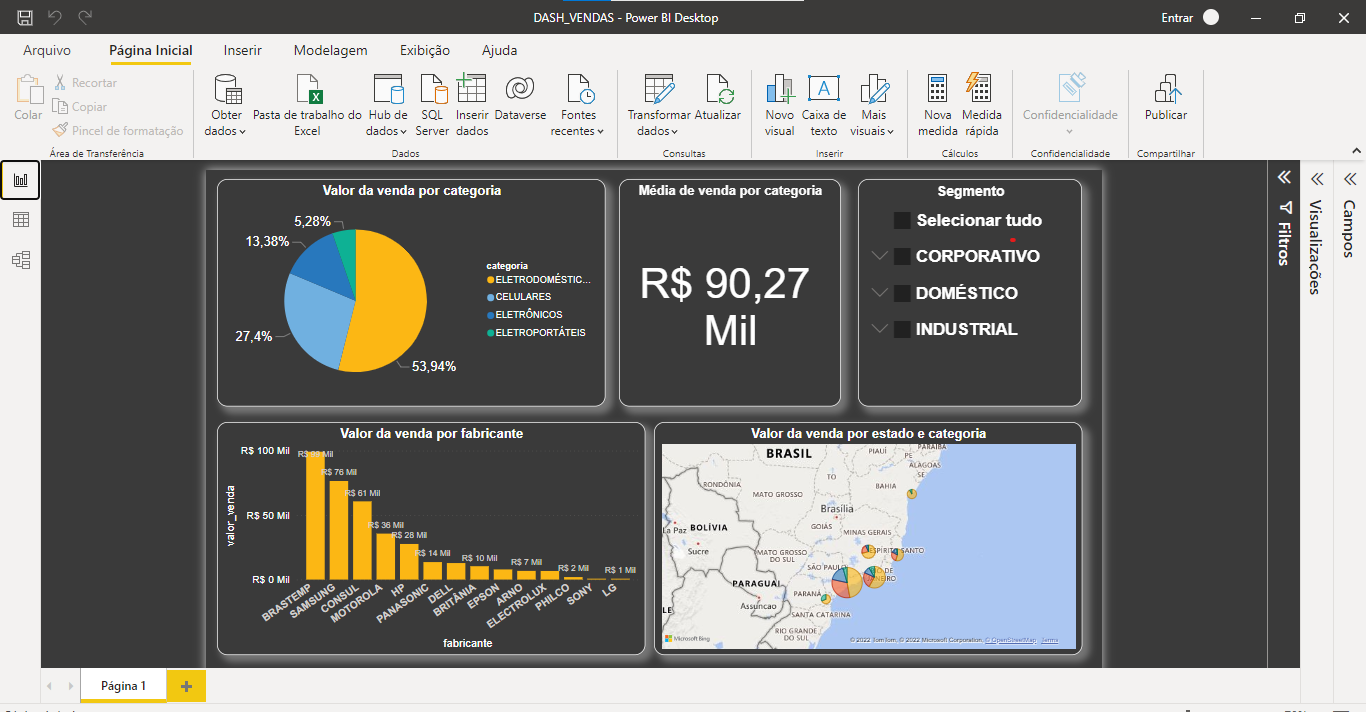 DASH_VENDAS - Power BI Desktop
Entrar
Arquivo
Página Inicial
Inserir
Modelagem
Exibição
Ajuda
Colar
Recortar
Copiar
Pincel de formatação
Área de Transferência
Obter dados
Pasta de trabalho do Excel
Hub de dados
SQL Server
Inserir dados
Dataverse
Fontes recentes
Dados
Transformar dados
Atualizar
Consultas
Novo visual
Caixa de texto
Mais visuais
Inserir
Nova medida
Medida rápida
Cálculos
Confidencialidade
Confidencialidade
Publicar
Compartilhar
Valor da venda por categoria
5,28%
13,38%
27,4%
53,94%
categoria
ELETRODOMÉSTIC...
CELULARES
ELETRÔNICOS
ELETROPORTÁTEIS
Média de venda por categoria
R$ 90,27
Mil
Segmento
Selecionar tudo
CORPORATIVO
DOMÉSTICO
INDUSTRIAL
Filtros
Visualizações
Campos
Valor da venda por fabricante
valor_venda
R$ 100 Mil
R$ 50 Mil
R$ 0 Mil
R$ 99 Mil
R$ 76 Mil
R$ 61 Mil
R$ 36 Mil
R$ 28 Mil
R$ 14 Mil
R$ 10 Mil
R$ 7 Mil
R$ 2 Mil
R$ 1 Mil
BRASTEMP
SAMSUNG
CONSUL
MOTOROLA
HP
PANASONIC
DELL
BRITÂNIA
EPSON
ARNO
ELECTROLUX
PHILCO
SONY
LG
fabricante
Valor da venda por estado e categoria
BRASIL
PIAUÍ
PARAÍBA
PE
ALAGOAS
SE
RONDÔNIA
TO
BAHIA
MATO GROSSO
Brasília
GOIÁS
La Paz
BOLÍVIA
MINAS GERAIS
Sucre
MATO GROSSO DO SUL
ESPÍRITO SANTO
SÃO PAULO
RIO DE JANEIRO
PARAGUAI
PARANÁ
Assuncao
SANTA CATARINA
RIO GRANDE DO SUL
Microsoft Bing
© 2022 TomTom, © 2022 Microsoft Corporation, © OpenStreetMap Terms
Página 1